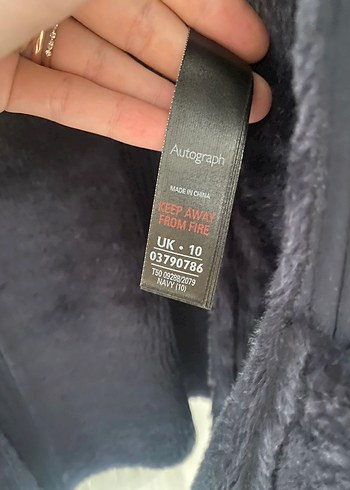 Autograph
MADE IN CHINA
KEEP AWAY
FROM FIRE
UK • 10
03790786
T50 09288/2079
NAVY (10)